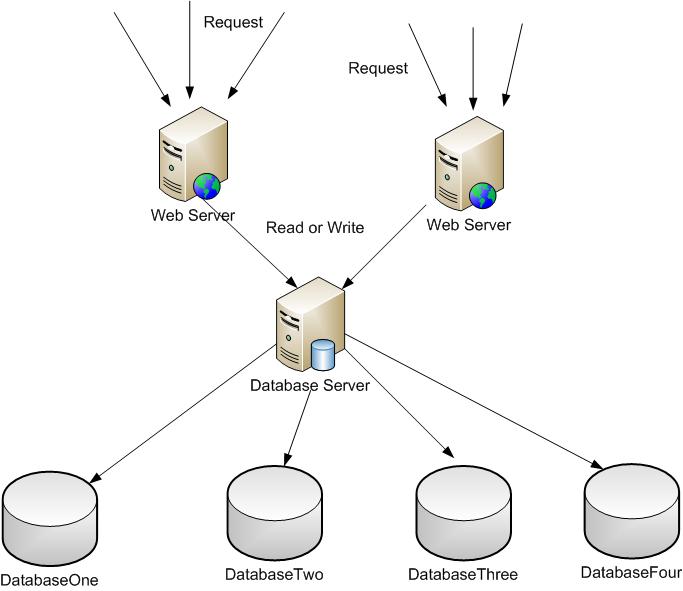 Request
Request
Web Server
Web Server
Read or Write
Database Server
DatabaseOne
DatabaseTwo
DatabaseThree
DatabaseFour